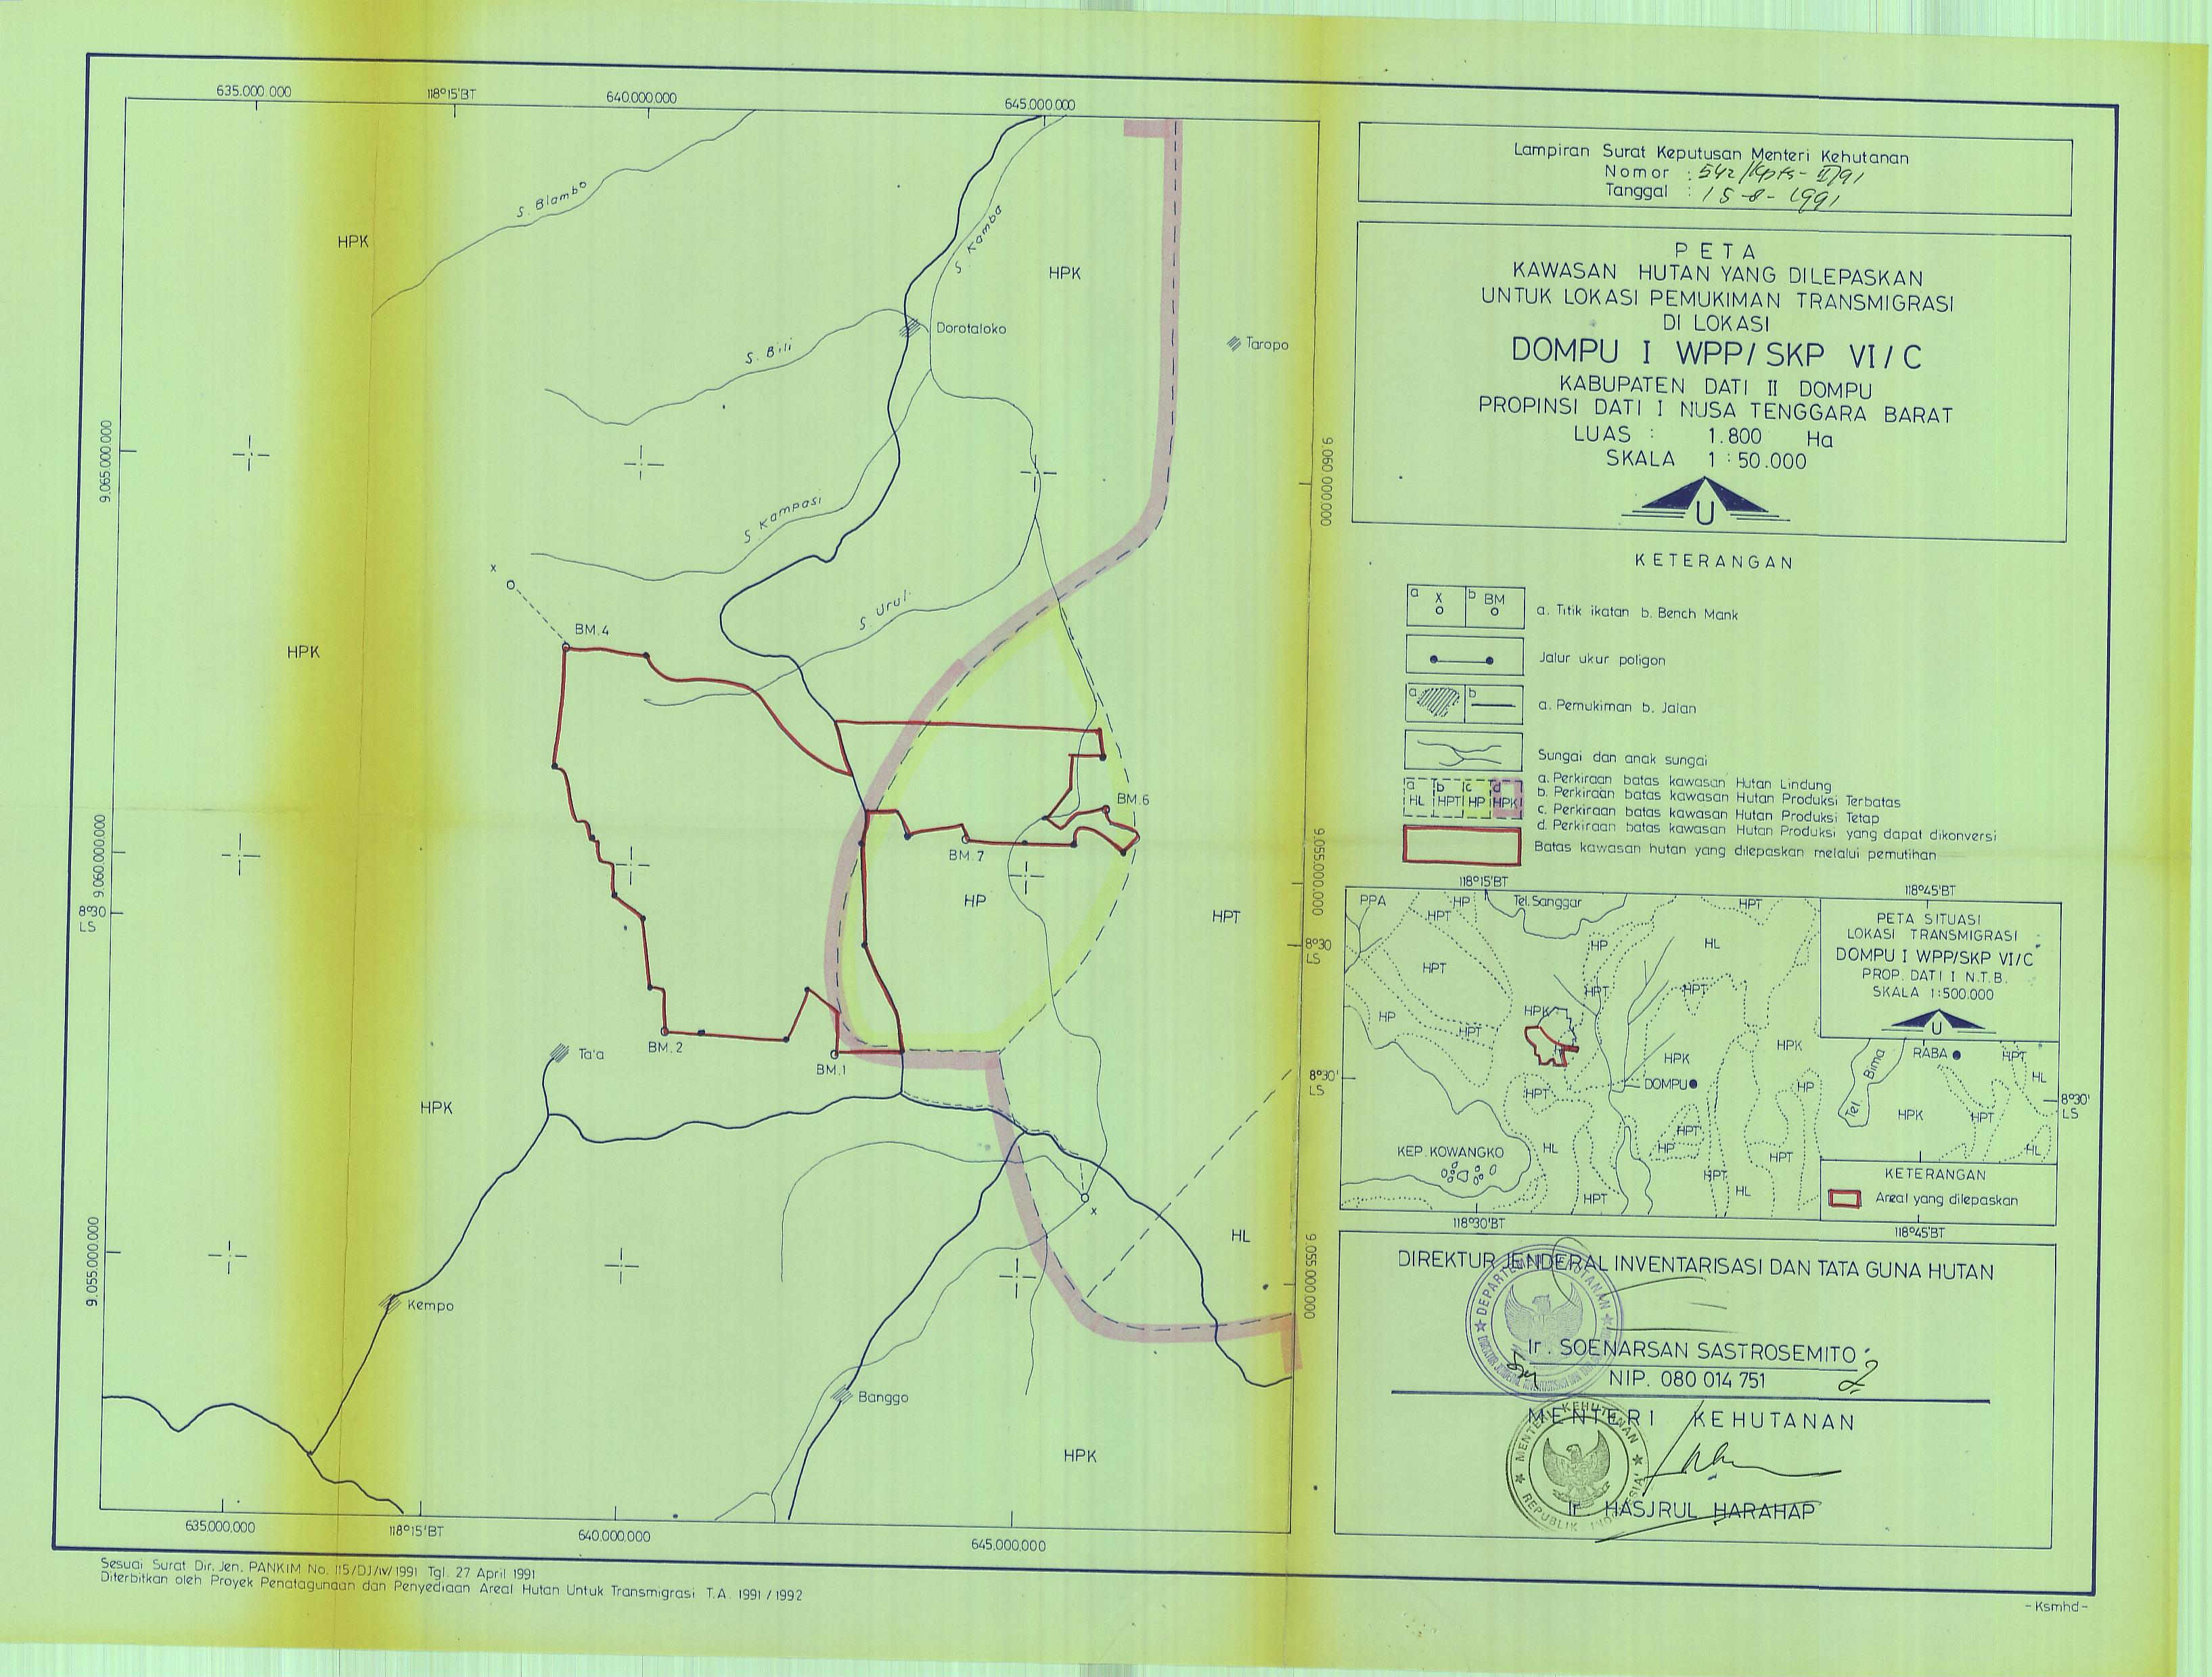 635.000.000
118°15'BT
640.000.000
645.000.000
S. Blambo
HPK
S. Kamba
HPK
Dorotaloko
Taropo
S. Bili
9.065.000.000
9.060.000.000
S. Kampasi
x
S. Urul
BM.4
HPK
BM.6
BM.7
9.060.000.000
9.055.000.000
8°30
LS
HP
HPT
8°30
LS
BM.2
BM.1
Ta'a
HPK
8°30'
LS
x
HL
9.055.000.000
9.055.000.000
Kempo
Banggo
HPK
635.000.000
118°15'BT
640.000.000
645.000.000
Sesuai Surat Dir. Jen. PANKIM No. 115/DJ/IV/1991 Tgl. 27 April 1991
Diterbitkan oleh Proyek Penatagunaan dan Penyediaan Areal Hutan Untuk Transmigrasi T.A. 1991 / 1992
- Ksmhd -
Lampiran Surat Keputusan Menteri Kehutanan
Nomor : 542/Kpts-II/91
Tanggal : 15-8-1991
PETA
KAWASAN HUTAN YANG DILEPASKAN
UNTUK LOKASI PEMUKIMAN TRANSMIGRASI
DI LOKASI
DOMPU I WPP/SKP VI/C
KABUPATEN DATI II DOMPU
PROPINSI DATI I NUSA TENGGARA BARAT
LUAS : 1.800 Ha
SKALA 1 : 50.000
U
KETERANGAN
a X b BM
a. Titik ikatan b. Bench Mank
Jalur ukur poligon
a b
a. Pemukiman b. Jalan
Sungai dan anak sungai
a b c d
HL HPT HP HPK
a. Perkiraan batas kawasan Hutan Lindung
b. Perkiraan batas kawasan Hutan Produksi Terbatas
c. Perkiraan batas kawasan Hutan Produksi Tetap
d. Perkiraan batas kawasan Hutan Produksi yang dapat dikonversi
Batas kawasan hutan yang dilepaskan melalui pemutihan
118°15'BT
118°45'BT
PPA
HPT
HP
Tel. Sanggar
HPT
HP
HL
HPT
HPT
HPT
HP
HPT
HPK
HPK
HPK
DOMPU
HPT
HP
HPT
HP
HL
HPT
HPT
HL
HPT
KEP. KOWANGKO
PETA SITUASI
LOKASI TRANSMIGRASI
DOMPU I WPP/SKP VI/C
PROP. DATI I N.T.B.
SKALA 1:500.000
U
Tel. Bima
RABA
HPT
HL
HPK
HPT
HL
8°30'
LS
KETERANGAN
Areal yang dilepaskan
118°30'BT
118°45'BT
DIREKTUR JENDERAL INVENTARISASI DAN TATA GUNA HUTAN
DEPARTEMEN KEHUTANAN
Ir. SOENARSAN SASTROSEMITO
NIP. 080 014 751
MENTERI KEHUTANAN
MENTERI KEHUTANAN
REPUBLIK INDONESIA
Ir. HASJRUL HARAHAP